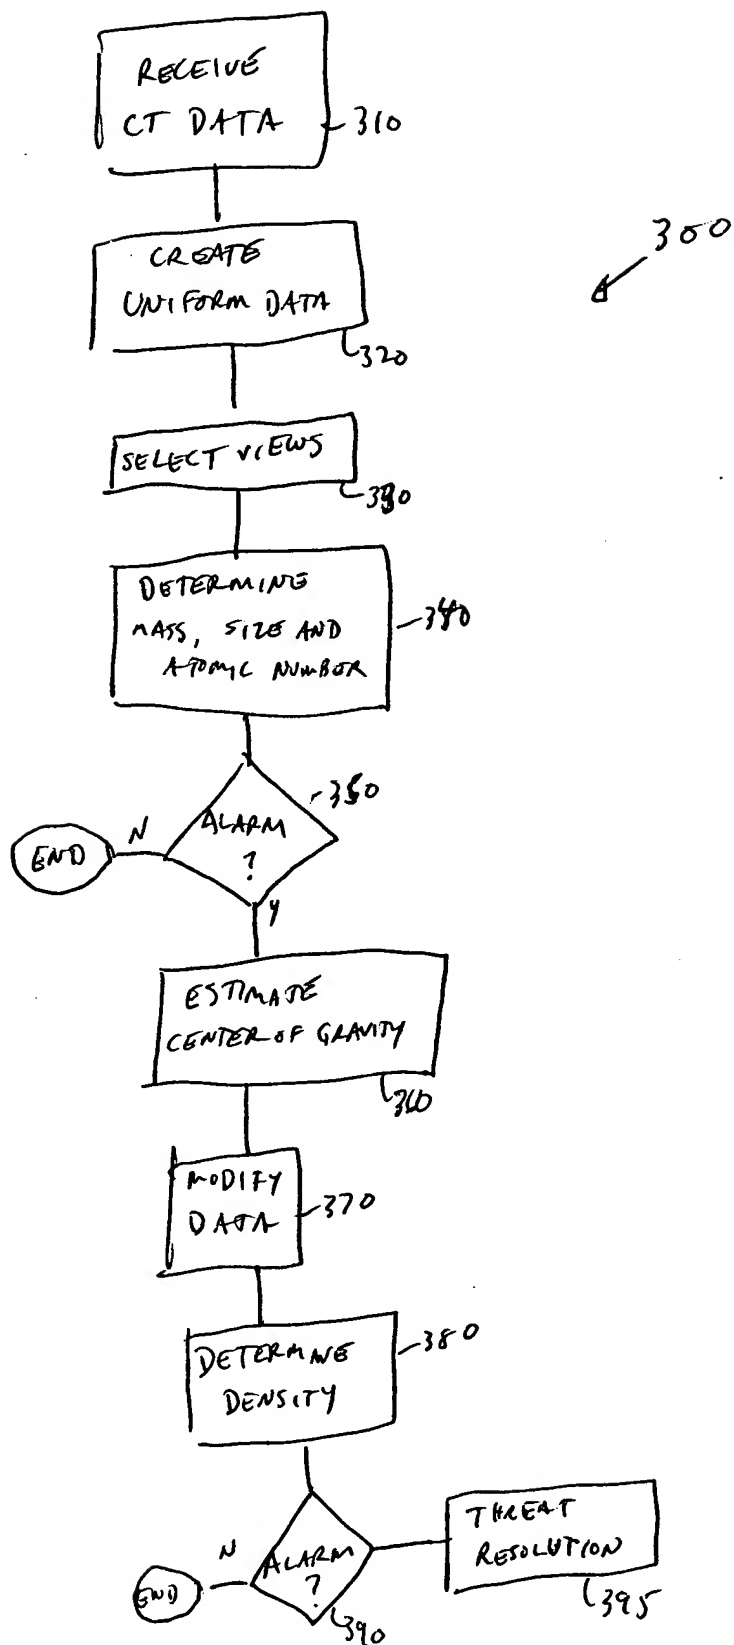 RECEIVE
CT DATA
310
300
CREATE
UNIFORM DATA
320
SELECT VIEWS
330
DETERMINE
MASS, SIZE AND
ATOMIC NUMBER
340
ALARM
?
350
N
END
Y
ESTIMATE
CENTER OF GRAVITY
360
MODIFY
DATA
370
DETERMINE
DENSITY
380
ALARM
?
390
N
END
THREAT
RESOLUTION
395